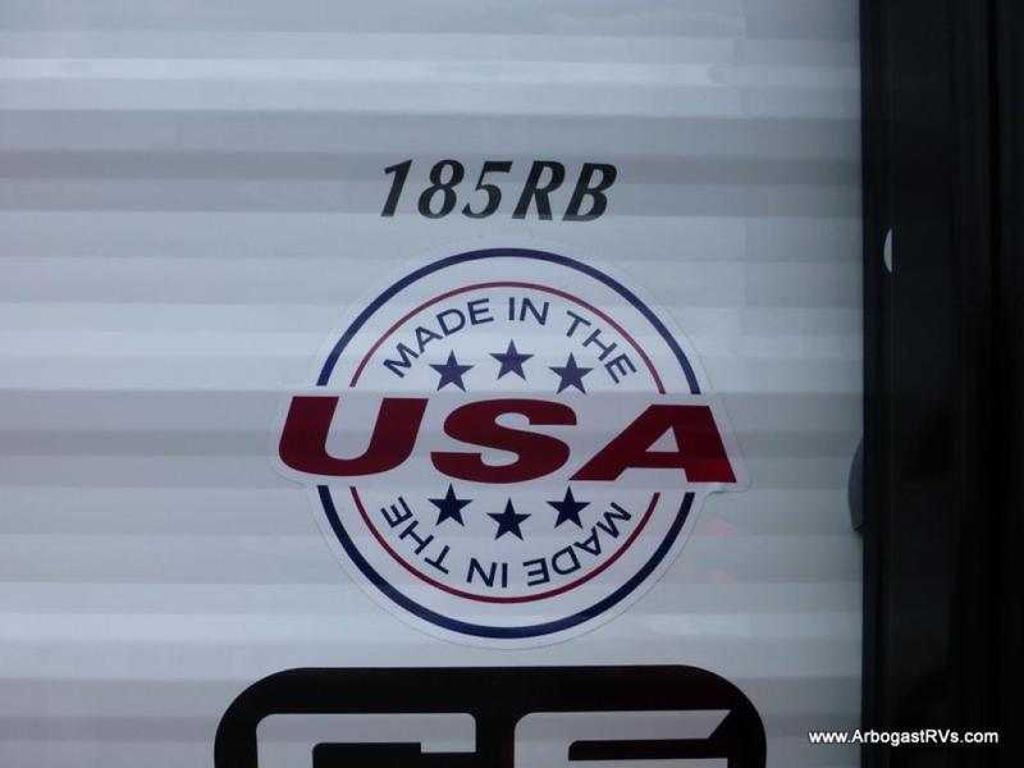 185RB
MADE IN THE
USA
MADE IN THE
www.ArbogastRVs.com